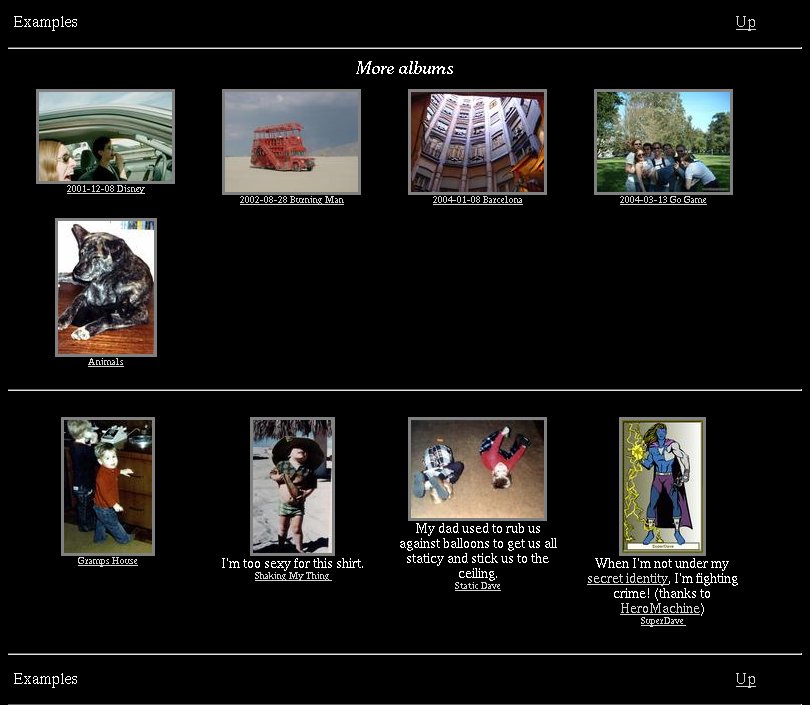 Examples
Up
More albums
2001-12-08 Disney
2002-08-28 Burning Man
2004-01-08 Barcelona
2004-03-13 Go Game
Animals
Gramps House
I'm too sexy for this shirt.
Shaking My Thing
My dad used to rub us
against balloons to get us all
staticy and stick us to the
ceiling.
Static Dave
When I'm not under my
secret identity, I'm fighting
crime! (thanks to
HeroMachine)
SuperDave
Examples
Up